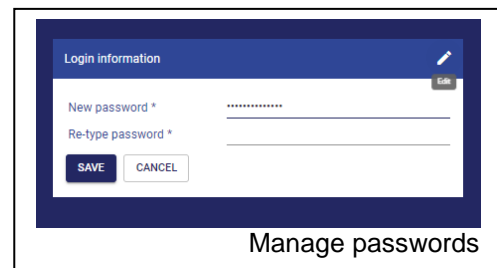 Login information
Edit
New password *
••••••••••••••
Re-type password *
SAVE CANCEL
Manage passwords